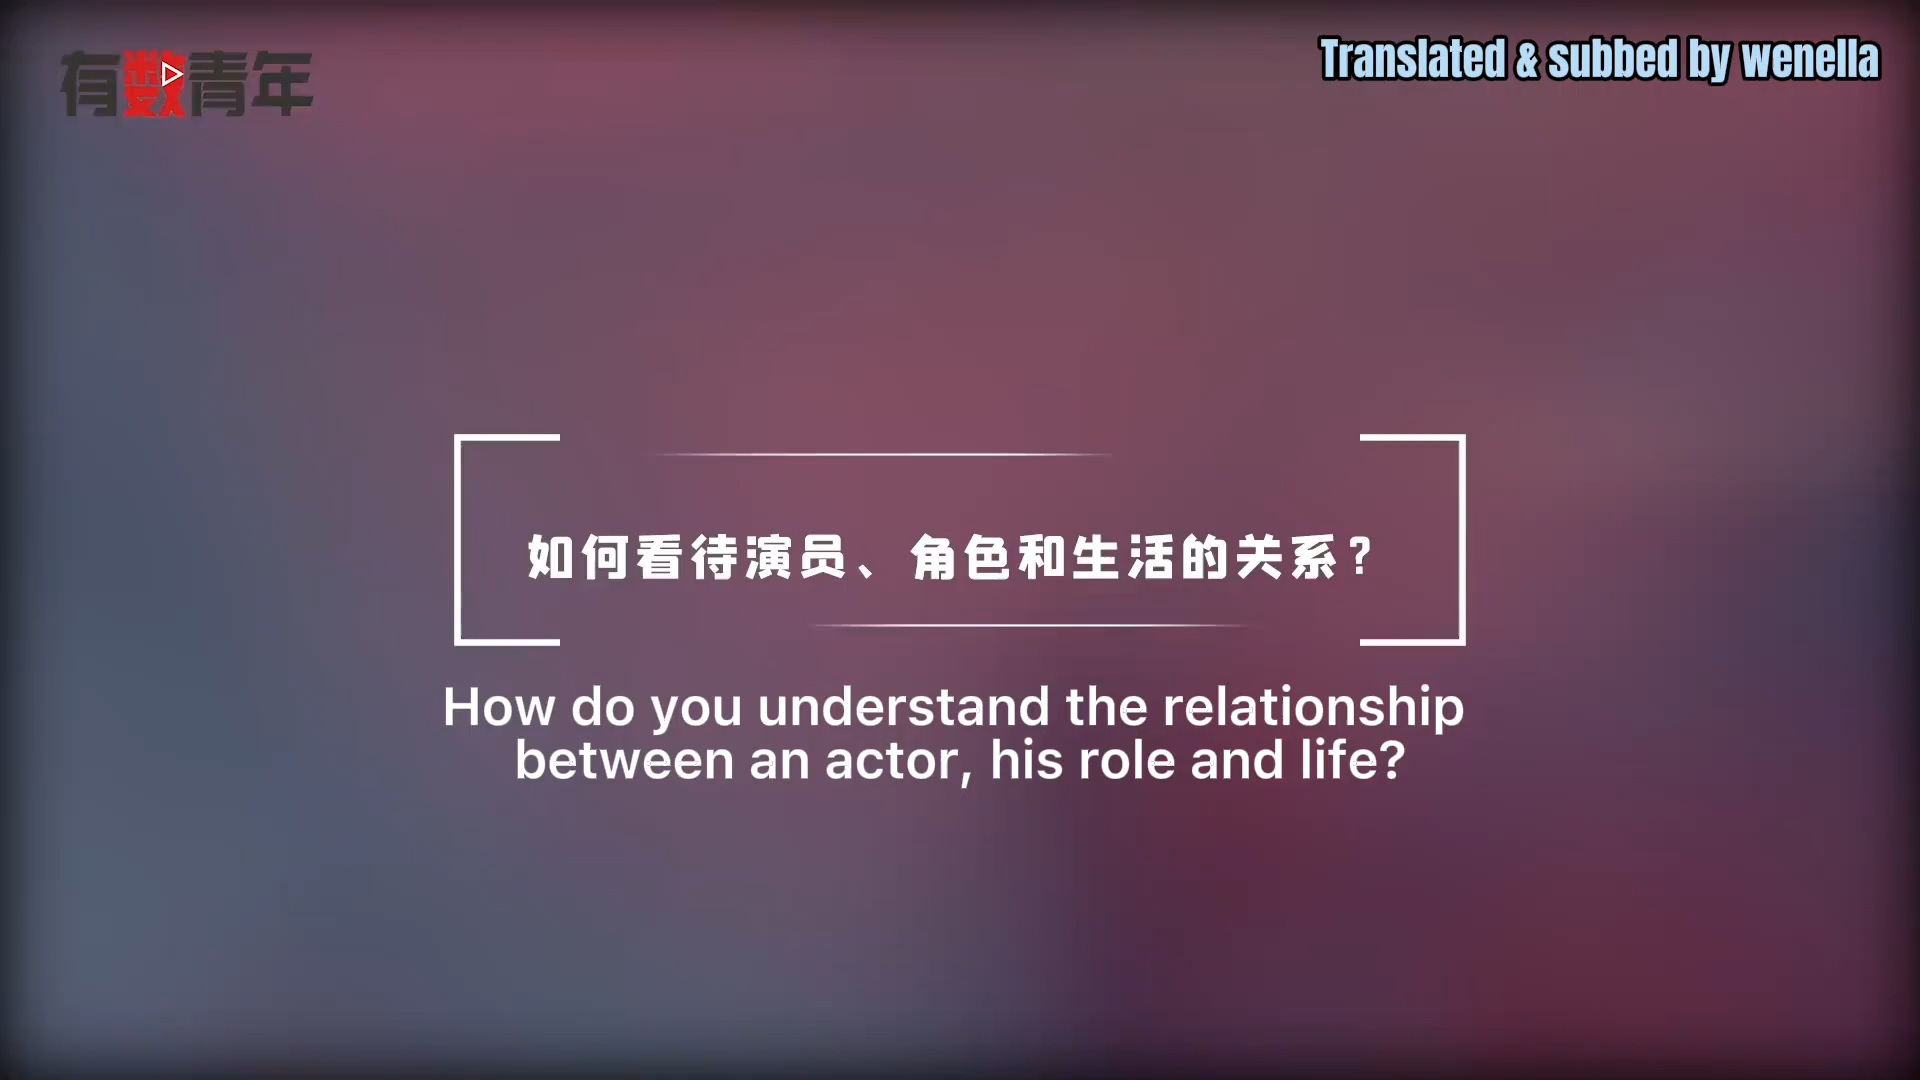 有数青年
Translated & subbed by wenella
如何看待演员、角色和生活的关系？
How do you understand the relationship
between an actor, his role and life?